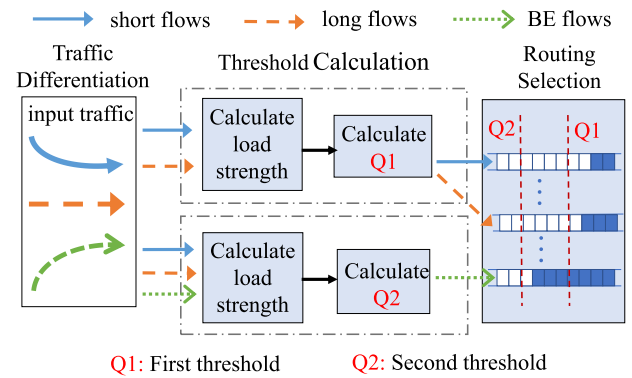 short flows
long flows
BE flows
Traffic
Differentiation
Threshold Calculation
Routing
Selection
input traffic
Calculate
load
strength
Calculate
Q1
Q2
Q1
Calculate
load
strength
Calculate
Q2
Q1: First threshold
Q2: Second threshold